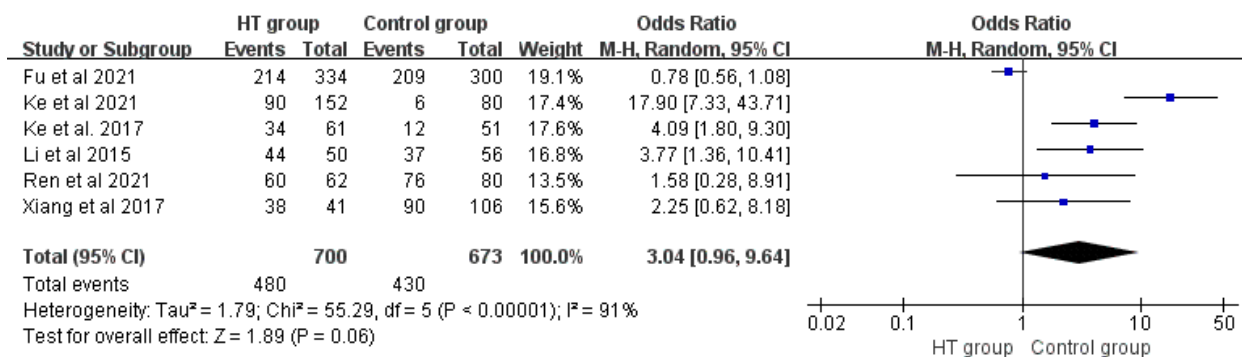 HT group Control group Odds Ratio Odds Ratio
Study or Subgroup Events Total Events Total Weight M-H, Random, 95% CI M-H, Random, 95% CI
Fu et al 2021 214 334 209 300 19.1% 0.78 [0.56, 1.08]
Ke et al 2021 90 152 6 80 17.4% 17.90 [7.33, 43.71]
Ke et al. 2017 34 61 12 51 17.6% 4.09 [1.80, 9.30]
Li et al 2015 44 50 37 56 16.8% 3.77 [1.36, 10.41]
Ren et al 2021 60 62 76 80 13.5% 1.58 [0.28, 8.91]
Xiang et al 2017 38 41 90 106 15.6% 2.25 [0.62, 8.18]
Total (95% CI) 700 673 100.0% 3.04 [0.96, 9.64]
Total events 480 430
Heterogeneity: Tau² = 1.79; Chi² = 55.29, df = 5 (P < 0.00001); I² = 91%
Test for overall effect: Z = 1.89 (P = 0.06)
0.02 0.1 1 10 50
HT group Control group